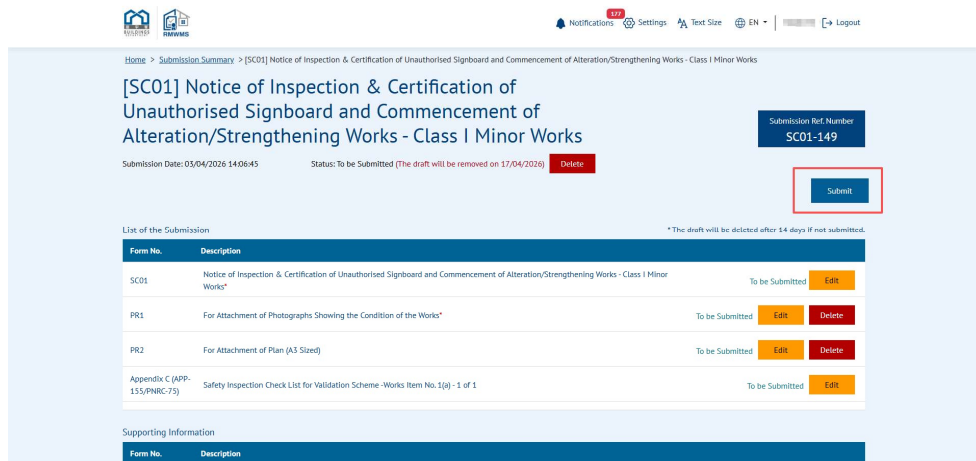 BUILDINGS
RMWMS
Notifications 177 Settings Text Size EN Logout
Home > Submission Summary > [SC01] Notice of Inspection & Certification of Unauthorised Signboard and Commencement of Alteration/Strengthening Works - Class I Minor Works
[SC01] Notice of Inspection & Certification of
Unauthorised Signboard and Commencement of
Alteration/Strengthening Works - Class I Minor Works
Submission Ref. Number
SC01-149
Submission Date: 03/04/2026 14:06:45 Status: To be Submitted (The draft will be removed on 17/04/2026) Delete
Submit
List of the Submission * The draft will be deleted after 14 days if not submitted.
Form No. Description
SC01 Notice of Inspection & Certification of Unauthorised Signboard and Commencement of Alteration/Strengthening Works - Class I Minor
Works* To be Submitted Edit
PR1 For Attachment of Photographs Showing the Condition of the Works* To be Submitted Edit Delete
PR2 For Attachment of Plan (A3 Sized) To be Submitted Edit Delete
Appendix C (APP-
155/PNRC-75) Safety Inspection Check List for Validation Scheme -Works Item No. 1(a) - 1 of 1 To be Submitted Edit
Supporting Information
Form No. Description